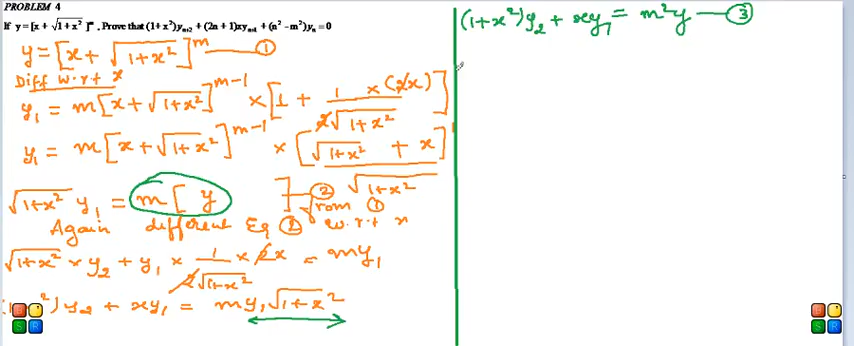 PROBLEM 4
If y=[x + √1+x² ]ᵐ , Prove that (1+ x²)yₙ₊₂ + (2n + 1)xyₙ₊₁ + (n² −m²)yₙ =0
y = [x + √1+x²]ᵐ —①
Diff w.r.t x
y₁ = m[x+√1+x²]ᵐ⁻¹ × [1 + 1/(2√1+x²) × (2x)]
y₁ = m[x+√1+x²]ᵐ⁻¹ × [(√1+x² + x)/√1+x²]
√1+x² y₁ = m[ y ] —② from ①
Again different Eq ② w.r.t x
√1+x² × y₂ + y₁ × 1/(2√1+x²) × 2x = my₁
²) y₂ + xy₁ = my₁√1+x²
(1+x²)y₂ + xy₁ = m²y —③